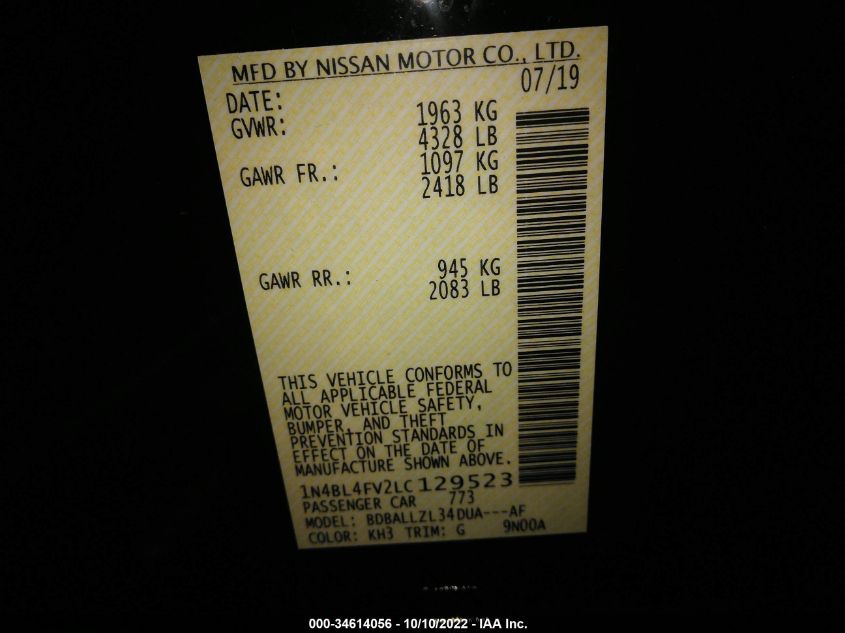 MFD BY NISSAN MOTOR CO., LTD.
DATE: 07/19
GVWR: 1963 KG
4328 LB
GAWR FR.: 1097 KG
2418 LB
GAWR RR.: 945 KG
2083 LB
THIS VEHICLE CONFORMS TO
ALL APPLICABLE FEDERAL
MOTOR VEHICLE SAFETY,
BUMPER, AND THEFT
PREVENTION STANDARDS IN
EFFECT ON THE DATE OF
MANUFACTURE SHOWN ABOVE.
1N4BL4FV2LC129523
PASSENGER CAR 773
MODEL: BDBALLZL34DUA---AF
COLOR: KH3 TRIM: G 9N00A
000-34614056 - 10/10/2022 - IAA Inc.